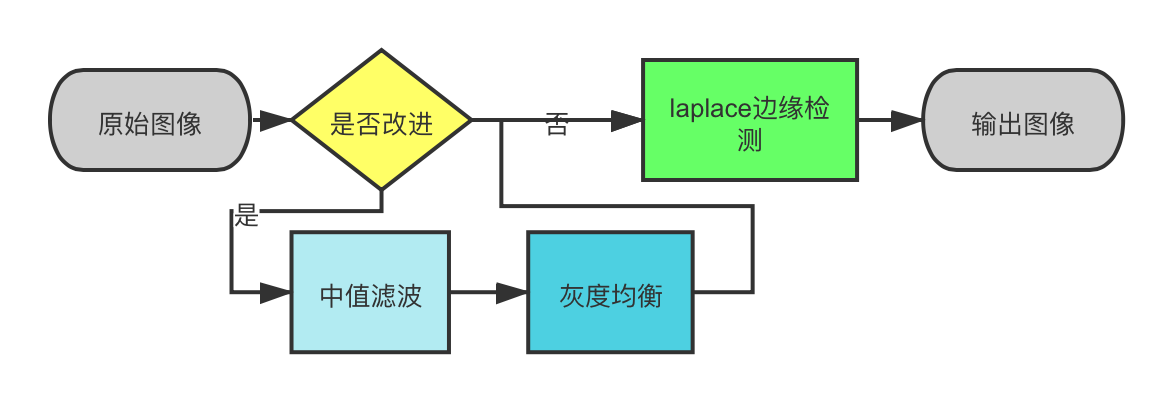 原始图像
是否改进
否
laplace边缘检
测
输出图像
是
中值滤波
灰度均衡